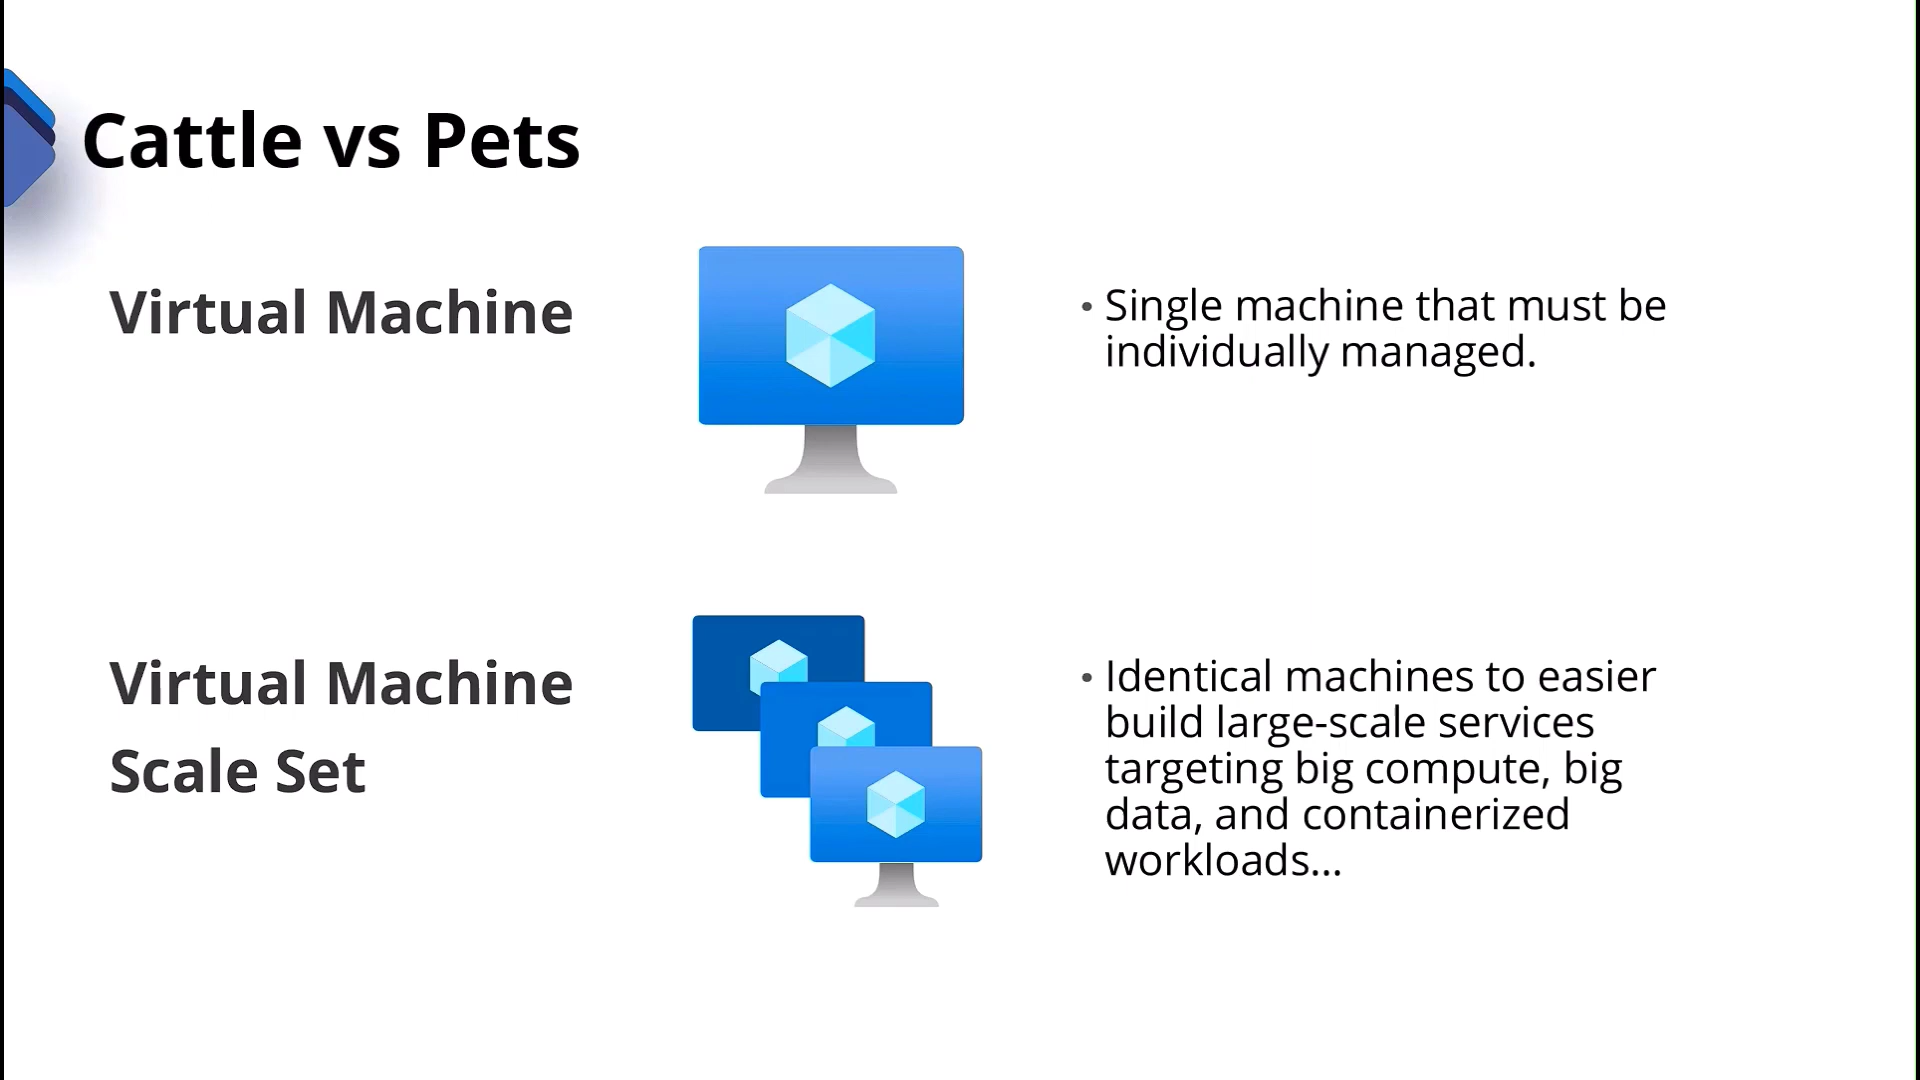 Cattle vs Pets
Virtual Machine
• Single machine that must be
individually managed.
Virtual Machine
Scale Set
• Identical machines to easier
build large-scale services
targeting big compute, big
data, and containerized
workloads...